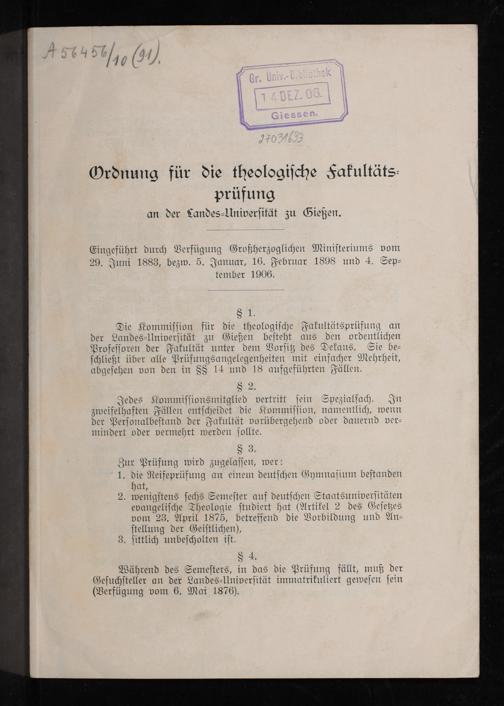 A 56456/10 (91).
Gr. Univ.-Bibliothek
14 DEZ. 06.
Giessen.
27031633
Ordnung für die theologische Fakultäts-
prüfung
an der Landes-Universität zu Gießen.
Eingeführt durch Verfügung Großherzoglichen Ministeriums vom
29. Juni 1883, bezw. 5. Januar, 16. Februar 1898 und 4. Sep-
tember 1906.
§ 1.
Die Kommission für die theologische Fakultätsprüfung an
der Landes-Universität zu Gießen besteht aus den ordentlichen
Professoren der Fakultät unter dem Vorsitz des Dekans. Sie be-
schließt über alle Prüfungsangelegenheiten mit einfacher Mehrheit,
abgesehen von den in §§ 14 und 18 aufgeführten Fällen.
§ 2.
Jedes Kommissionsmitglied vertritt sein Spezialfach. In
zweifelhaften Fällen entscheidet die Kommission, namentlich, wenn
der Personalbestand der Fakultät vorübergehend oder dauernd ver-
mindert oder vermehrt werden sollte.
§ 3.
Zur Prüfung wird zugelassen, wer:
1. die Reifeprüfung an einem deutschen Gymnasium bestanden
hat,
2. wenigstens sechs Semester auf deutschen Staatsuniversitäten
evangelische Theologie studiert hat (Artikel 2 des Gesetzes
vom 23. April 1875, betreffend die Vorbildung und An-
stellung der Geistlichen),
3. sittlich unbescholten ist.
§ 4.
Während des Semesters, in das die Prüfung fällt, muß der
Gesuchsteller an der Landes-Universität immatrikuliert gewesen sein
(Verfügung vom 6. Mai 1876).